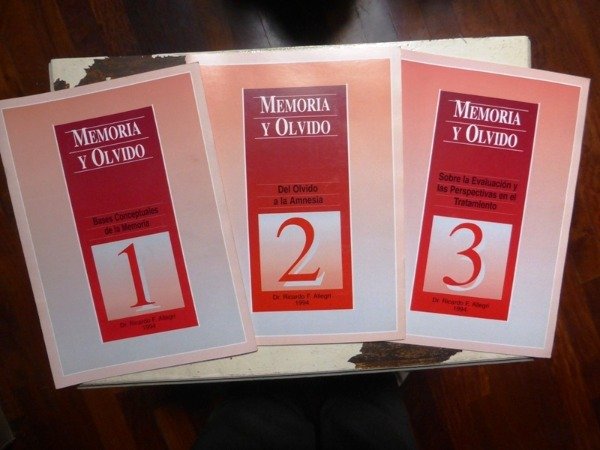 MEMORIA
Y OLVIDO
Bases Conceptuales
de la Memoria
1
Dr. Ricardo F. Allegri
1994
MEMORIA
Y OLVIDO
Del Olvido
a la Amnesia
2
Dr. Ricardo F. Allegri
1994
MEMORIA
Y OLVIDO
Sobre la Evaluación y
las Perspectivas en el
Tratamiento
3
Dr. Ricardo F. Allegri
1994